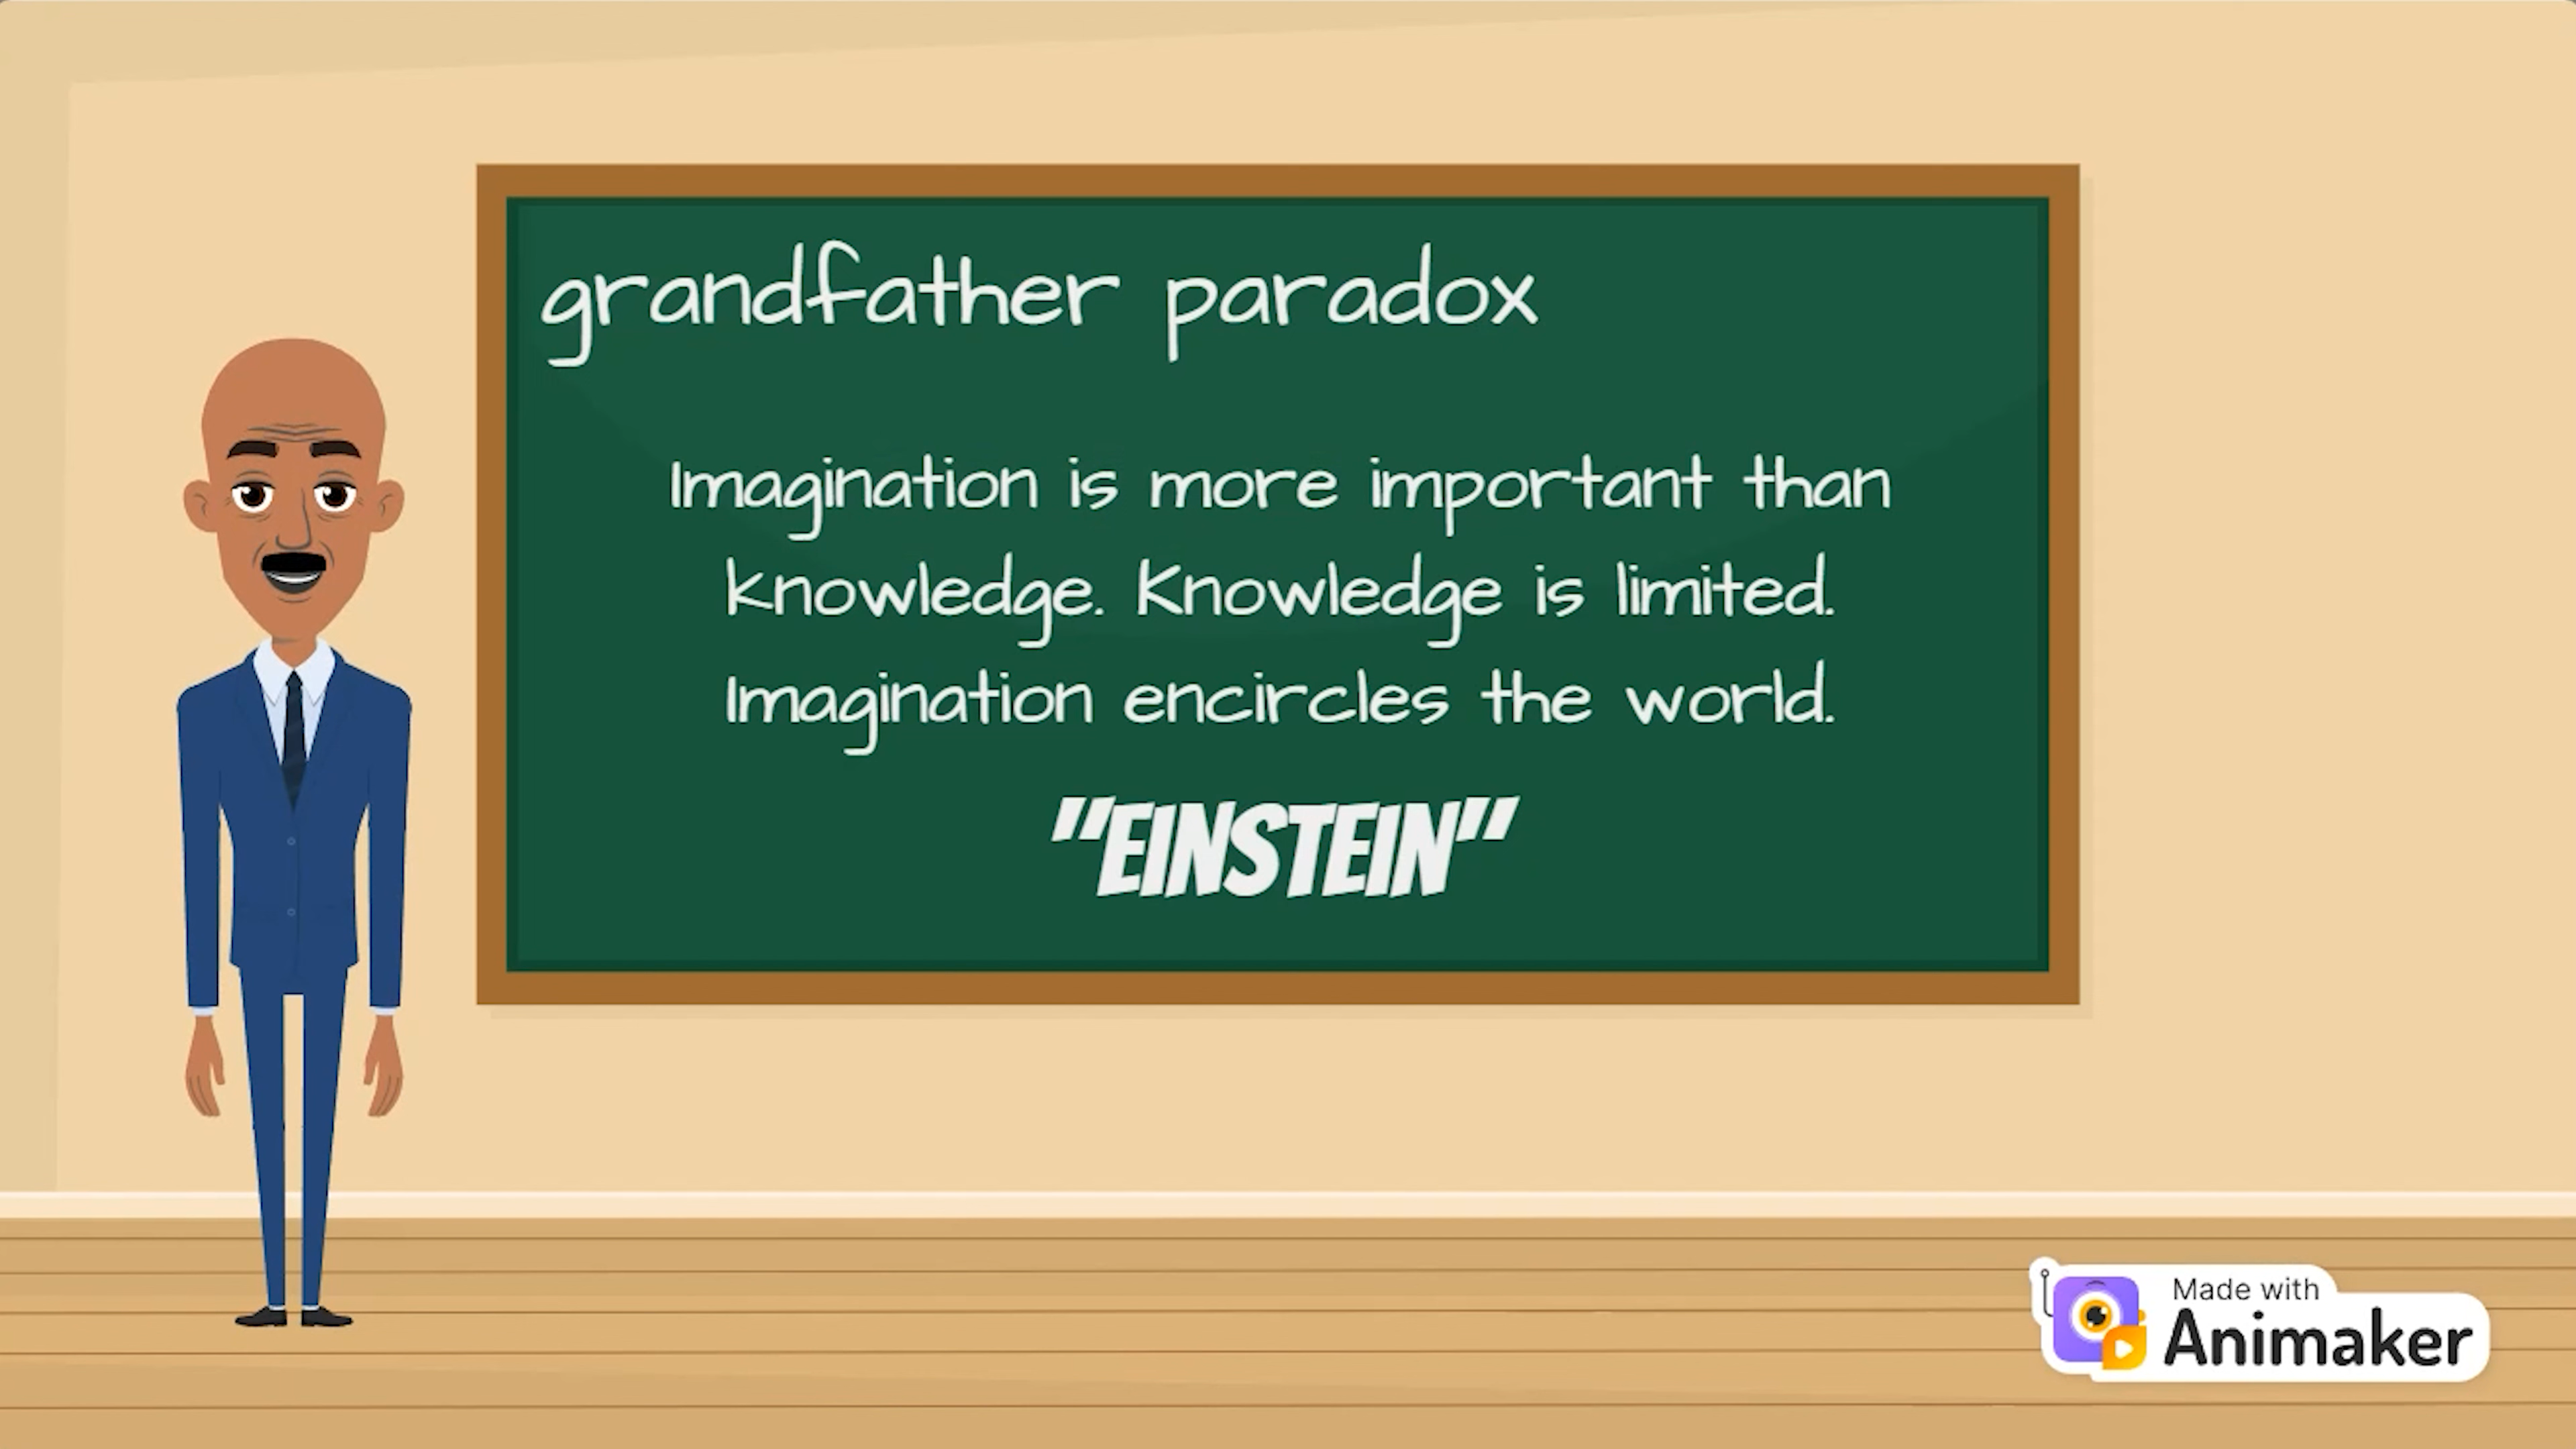 grandfather paradox
Imagination is more important than
knowledge. Knowledge is limited.
Imagination encircles the world.
"EINSTEIN"
Made with
Animaker